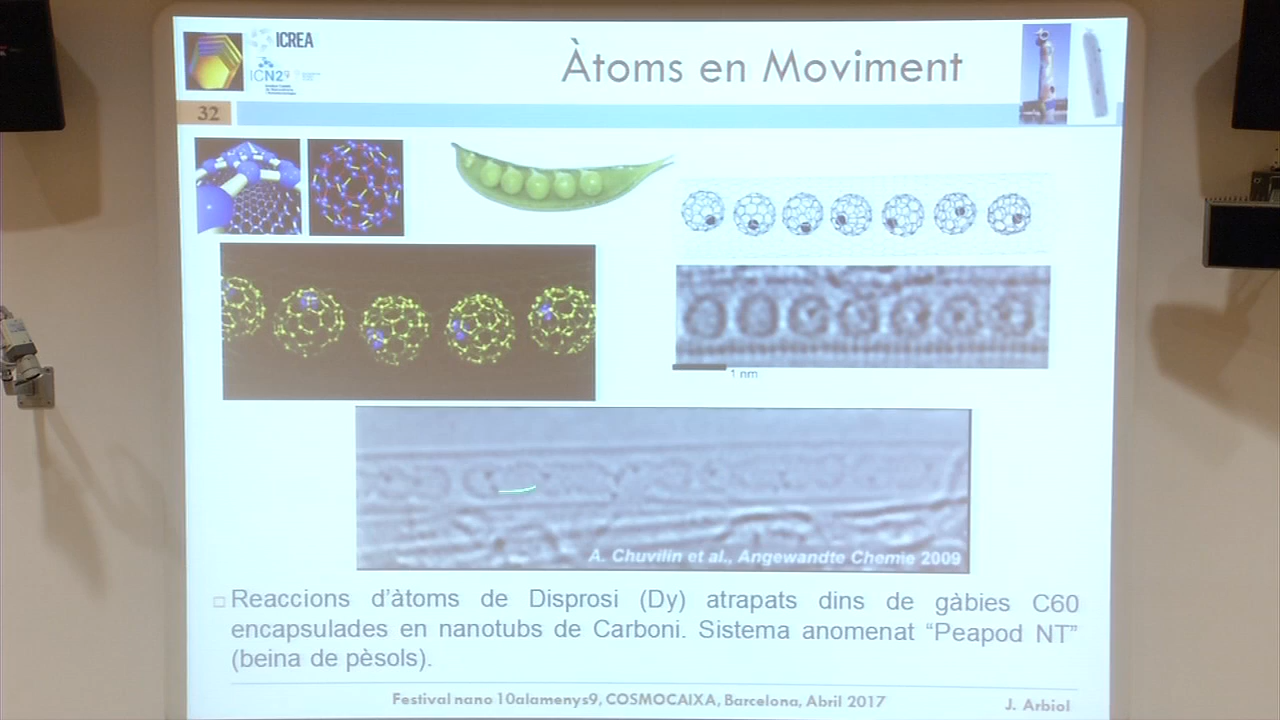 ICREA
ICN2
Àtoms en Moviment
32
1 nm
A. Chuvilin et al., Angewandte Chemie 2009
Reaccions d'àtoms de Disprosi (Dy) atrapats dins de gàbies C60
encapsulades en nanotubs de Carboni. Sistema anomenat “Peapod NT”
(beina de pèsols).
Festival nano 10alamenys9, COSMOCAIXA, Barcelona, Abril 2017
J. Arbiol